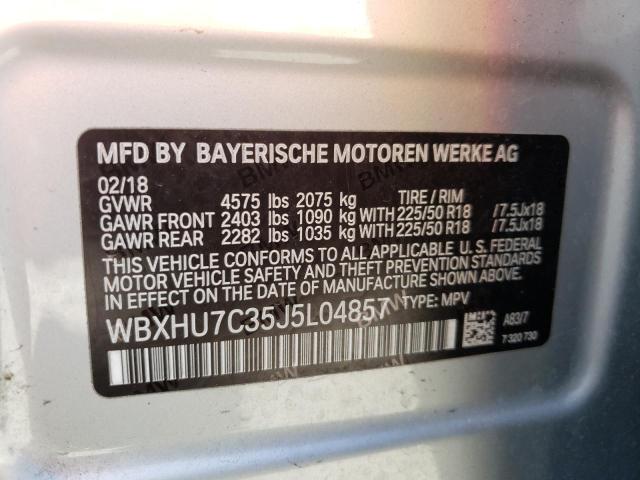 MFD BY BAYERISCHE MOTOREN WERKE AG
02/18
GVWR 4575 lbs 2075 kg TIRE / RIM
GAWR FRONT 2403 lbs 1090 kg WITH 225/50 R18 /7.5Jx18
GAWR REAR 2282 lbs 1035 kg WITH 225/50 R18 /7.5Jx18
THIS VEHICLE CONFORMS TO ALL APPLICABLE U.S. FEDERAL
MOTOR VEHICLE SAFETY AND THEFT PREVENTION STANDARDS
IN EFFECT ON THE DATE OF MANUFACTURE SHOWN ABOVE.
WBXHU7C35J5L04857 TYPE: MPV
A83/7
7 320 730